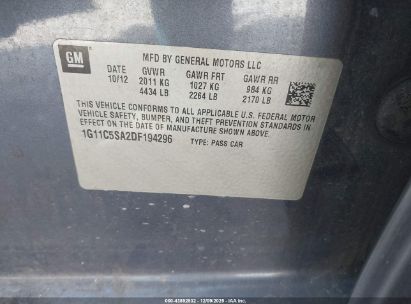 GM
MFD BY GENERAL MOTORS LLC
DATE GVWR GAWR FRT GAWR RR
10/12 2011 KG 1027 KG 984 KG
4434 LB 2264 LB 2170 LB
THIS VEHICLE CONFORMS TO ALL APPLICABLE U.S. FEDERAL MOTOR
VEHICLE SAFETY, BUMPER, AND THEFT PREVENTION STANDARDS IN EFFECT ON
THE DATE OF MANUFACTURE SHOWN ABOVE.
1G11C5SA2DF194296 TYPE: PASS CAR